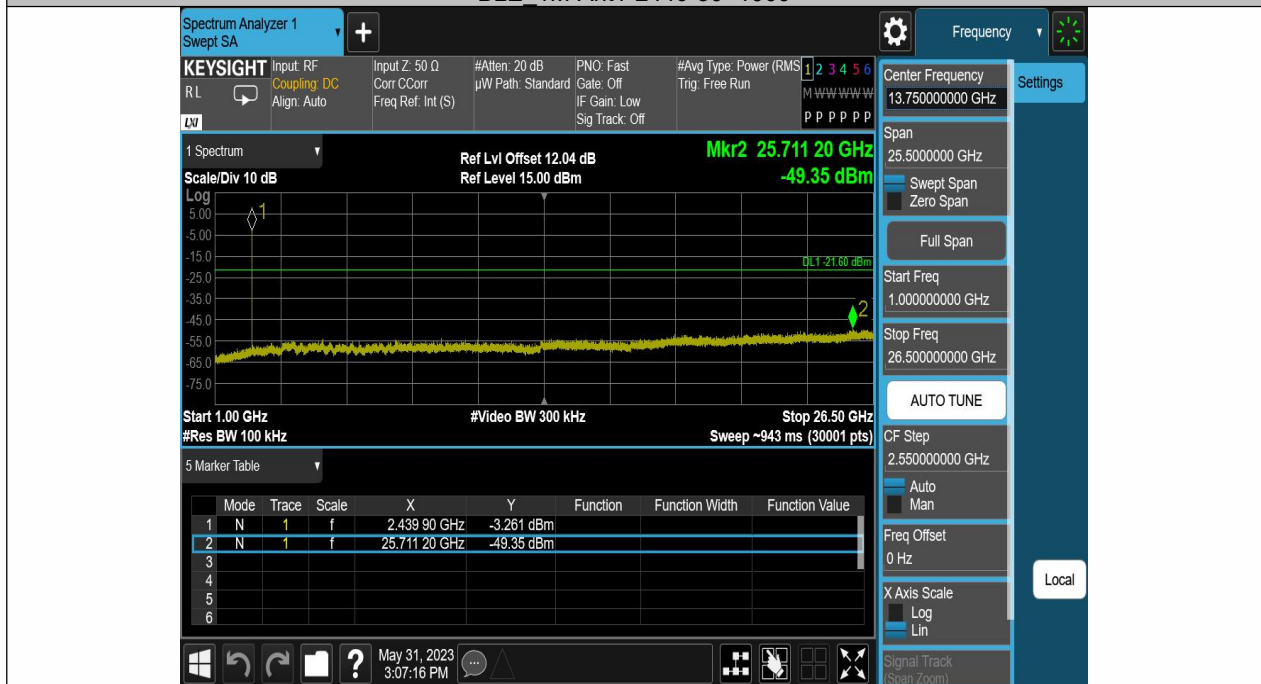 Spectrum Analyzer 1
Swept SA
+
Frequency
KEYSIGHT
RL
LXI
Input: RF
Coupling: DC
Align: Auto
Input Z: 50 Ω
Corr CCorr
Freq Ref: Int (S)
#Atten: 20 dB
µW Path: Standard
PNO: Fast
Gate: Off
IF Gain: Low
Sig Track: Off
#Avg Type: Power (RMS
Trig: Free Run
1 2 3 4 5 6
M W W W W W
P P P P P P
Center Frequency
13.750000000 GHz
Settings
Span
25.5000000 GHz
Swept Span
Zero Span
Full Span
Start Freq
1.000000000 GHz
Stop Freq
26.500000000 GHz
AUTO TUNE
CF Step
2.550000000 GHz
Auto
Man
Freq Offset
0 Hz
X Axis Scale
Log
Lin
Signal Track
(Span Zoom)
Local
1 Spectrum
Scale/Div 10 dB
Ref Lvl Offset 12.04 dB
Ref Level 15.00 dBm
Mkr2 25.711 20 GHz
-49.35 dBm
Log
5.00
-5.00
-15.0
-25.0
-35.0
-45.0
-55.0
-65.0
-75.0
1
DL1 -21.60 dBm
2
Start 1.00 GHz
#Res BW 100 kHz
#Video BW 300 kHz
Stop 26.50 GHz
Sweep ~943 ms (30001 pts)
5 Marker Table
Mode Trace Scale X Y Function Function Width Function Value
1 N 1 f 2.439 90 GHz -3.261 dBm
2 N 1 f 25.711 20 GHz -49.35 dBm
3
4
5
6
?
May 31, 2023
3:07:16 PM